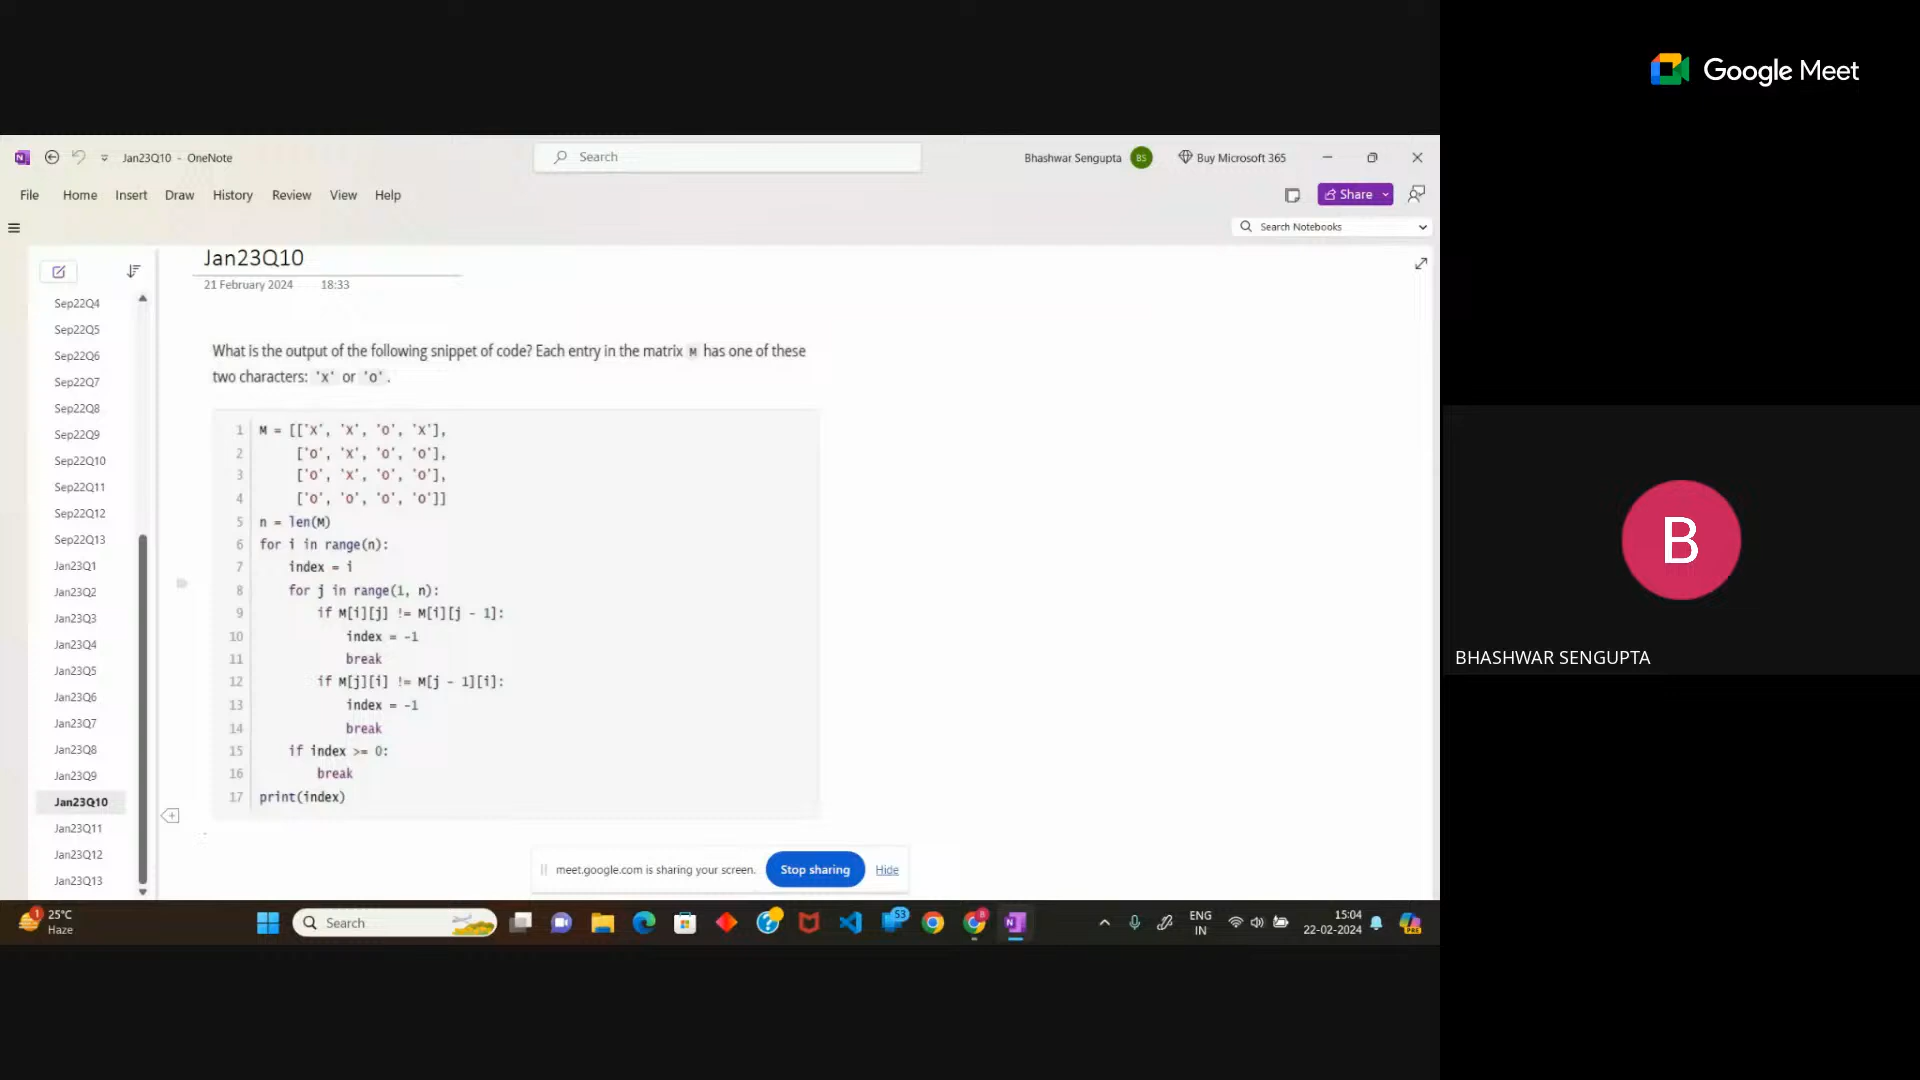 Google Meet
Jan23Q10 - OneNote
Search
Bhashwar Sengupta
BS
Buy Microsoft 365
File Home Insert Draw History Review View Help
Share
Search Notebooks
Sep22Q4
Sep22Q5
Sep22Q6
Sep22Q7
Sep22Q8
Sep22Q9
Sep22Q10
Sep22Q11
Sep22Q12
Sep22Q13
Jan23Q1
Jan23Q2
Jan23Q3
Jan23Q4
Jan23Q5
Jan23Q6
Jan23Q7
Jan23Q8
Jan23Q9
Jan23Q10
Jan23Q11
Jan23Q12
Jan23Q13
Jan23Q10
21 February 2024 18:33
What is the output of the following snippet of code? Each entry in the matrix M has one of these
two characters: 'x' or 'o'.
1 M = [['x', 'x', 'o', 'x'],
2 ['o', 'x', 'o', 'o'],
3 ['o', 'x', 'o', 'o'],
4 ['o', 'o', 'o', 'o']]
5 n = len(M)
6 for i in range(n):
7 index = i
8 for j in range(1, n):
9 if M[i][j] != M[i][j - 1]:
10 index = -1
11 break
12 if M[j][i] != M[j - 1][i]:
13 index = -1
14 break
15 if index >= 0:
16 break
17 print(index)
meet.google.com is sharing your screen.
Stop sharing
Hide
B
BHASHWAR SENGUPTA
1
25°C
Haze
Search
53
B
ENG
IN
15:04
22-02-2024
PRE